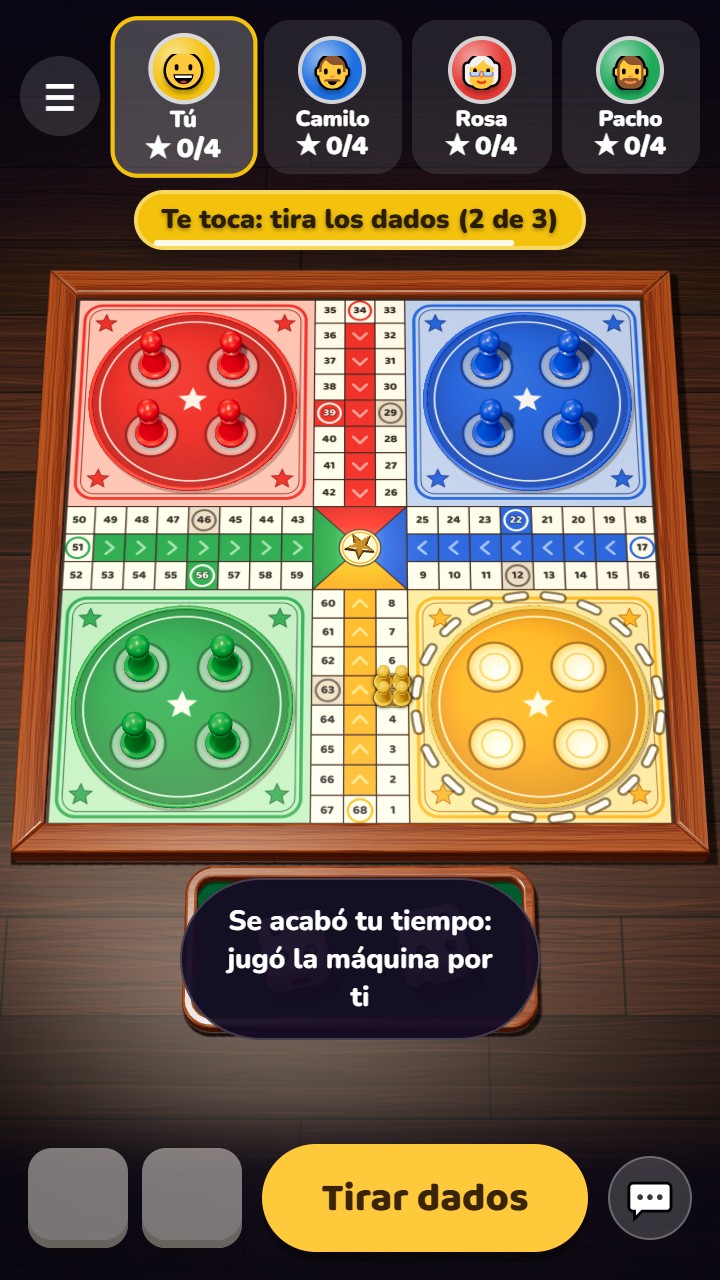 Tú
★ 0/4
Camilo
★ 0/4
Rosa
★ 0/4
Pacho
★ 0/4
Te toca: tira los dados (2 de 3)
35 34 33
36 32
37 31
38 30
39 29
40 28
41 27
42 26
50 49 48 47 46 45 44 43 25 24 23 22 21 20 19 18
51 17
52 53 54 55 56 57 58 59 9 10 11 12 13 14 15 16
60 8
61 7
62 6
63
64 4
65 3
66 2
67 68 1
Se acabó tu tiempo:
jugó la máquina por
ti
Tirar dados